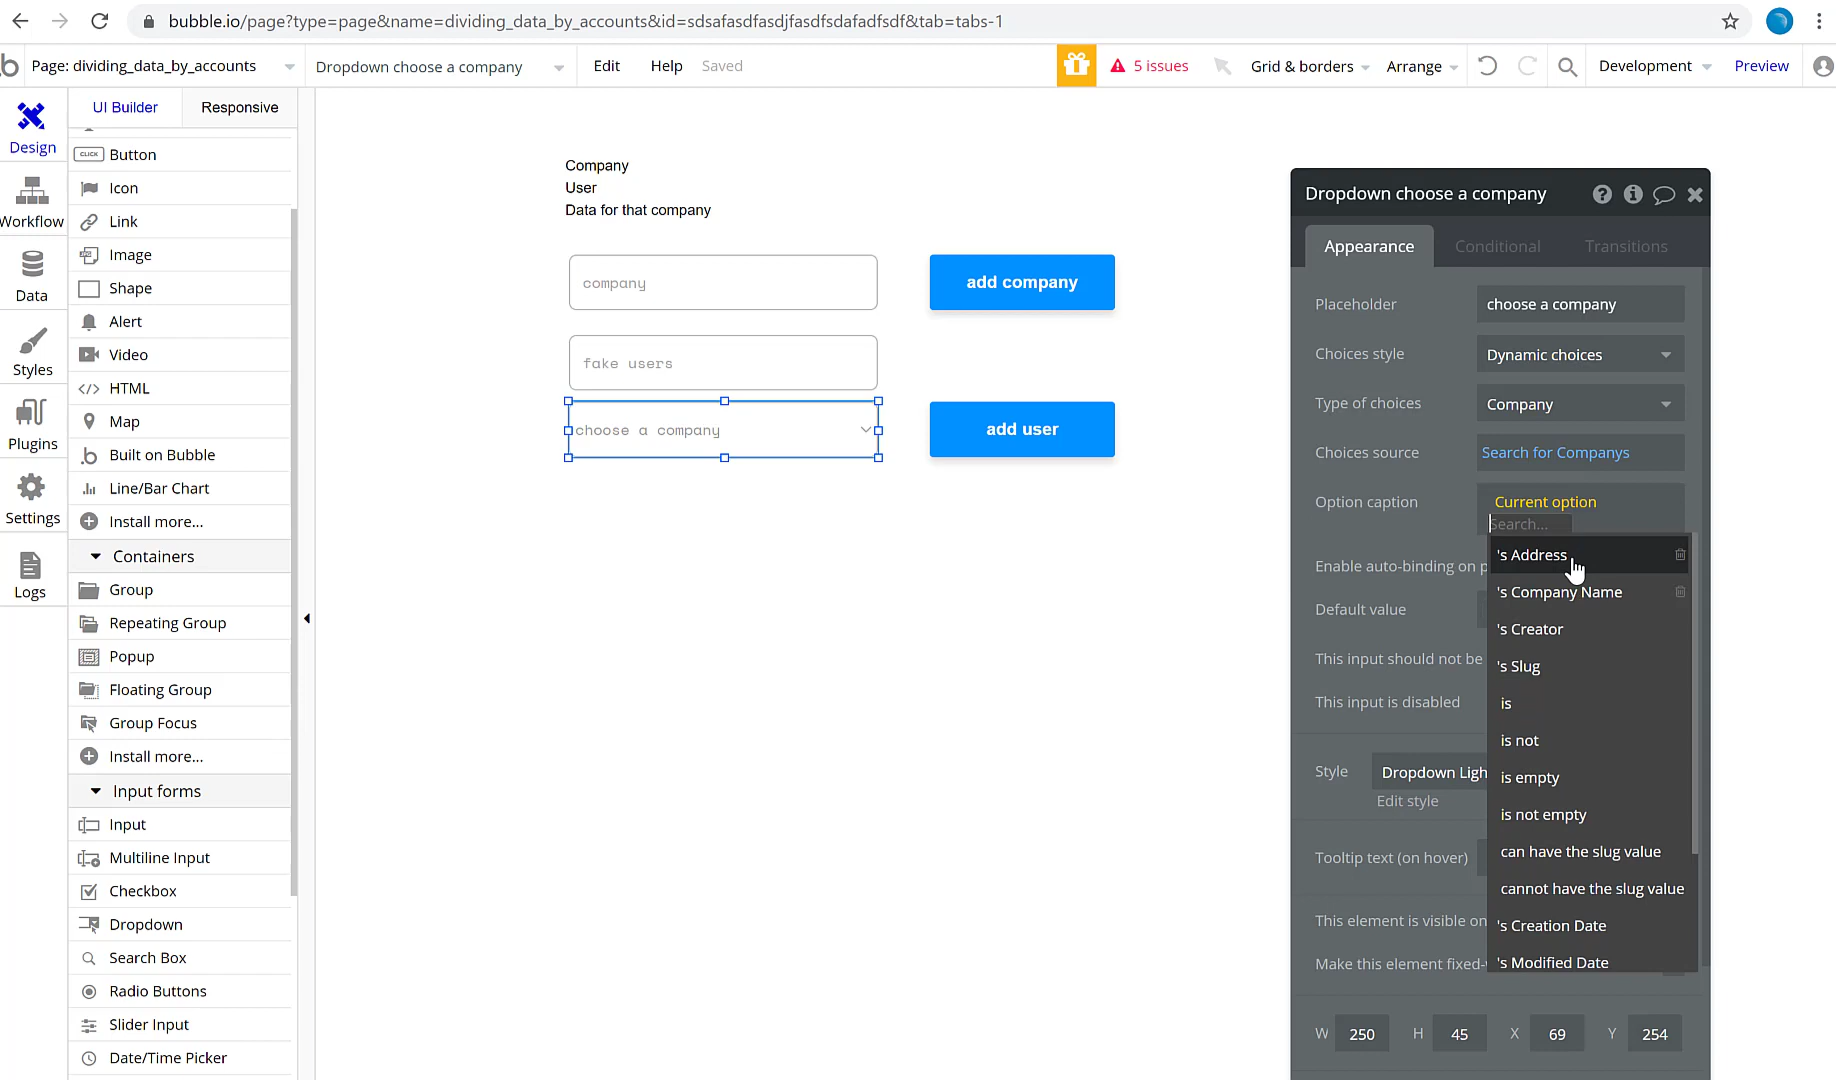 bubble.io/page?type=page&name=dividing_data_by_accounts&id=sdsafasdfasdjfasdfsdafadfsdf&tab=tabs-1
Page: dividing_data_by_accounts
Dropdown choose a company
Edit
Help
Saved
5 issues
Grid & borders
Arrange
Development
Preview
UI Builder
Responsive
Design
Workflow
Data
Styles
Plugins
Settings
Logs
CLICK Button
Icon
Link
Image
Shape
Alert
Video
HTML
Map
Built on Bubble
Line/Bar Chart
Install more...
Containers
Group
Repeating Group
Popup
Floating Group
Group Focus
Install more...
Input forms
Input
Multiline Input
Checkbox
Dropdown
Search Box
Radio Buttons
Slider Input
Date/Time Picker
Company
User
Data for that company
company
add company
fake users
choose a company
add user
Dropdown choose a company
Appearance
Conditional
Transitions
Placeholder
choose a company
Choices style
Dynamic choices
Type of choices
Company
Choices source
Search for Companys
Option caption
Current option
Search...
's Address
's Company Name
's Creator
's Slug
is
is not
is empty
is not empty
can have the slug value
cannot have the slug value
's Creation Date
's Modified Date
Enable auto-binding on p
Default value
This input should not be
This input is disabled
Style
Dropdown Ligh
Edit style
Tooltip text (on hover)
This element is visible on
Make this element fixed-
W 250 H 45 X 69 Y 254